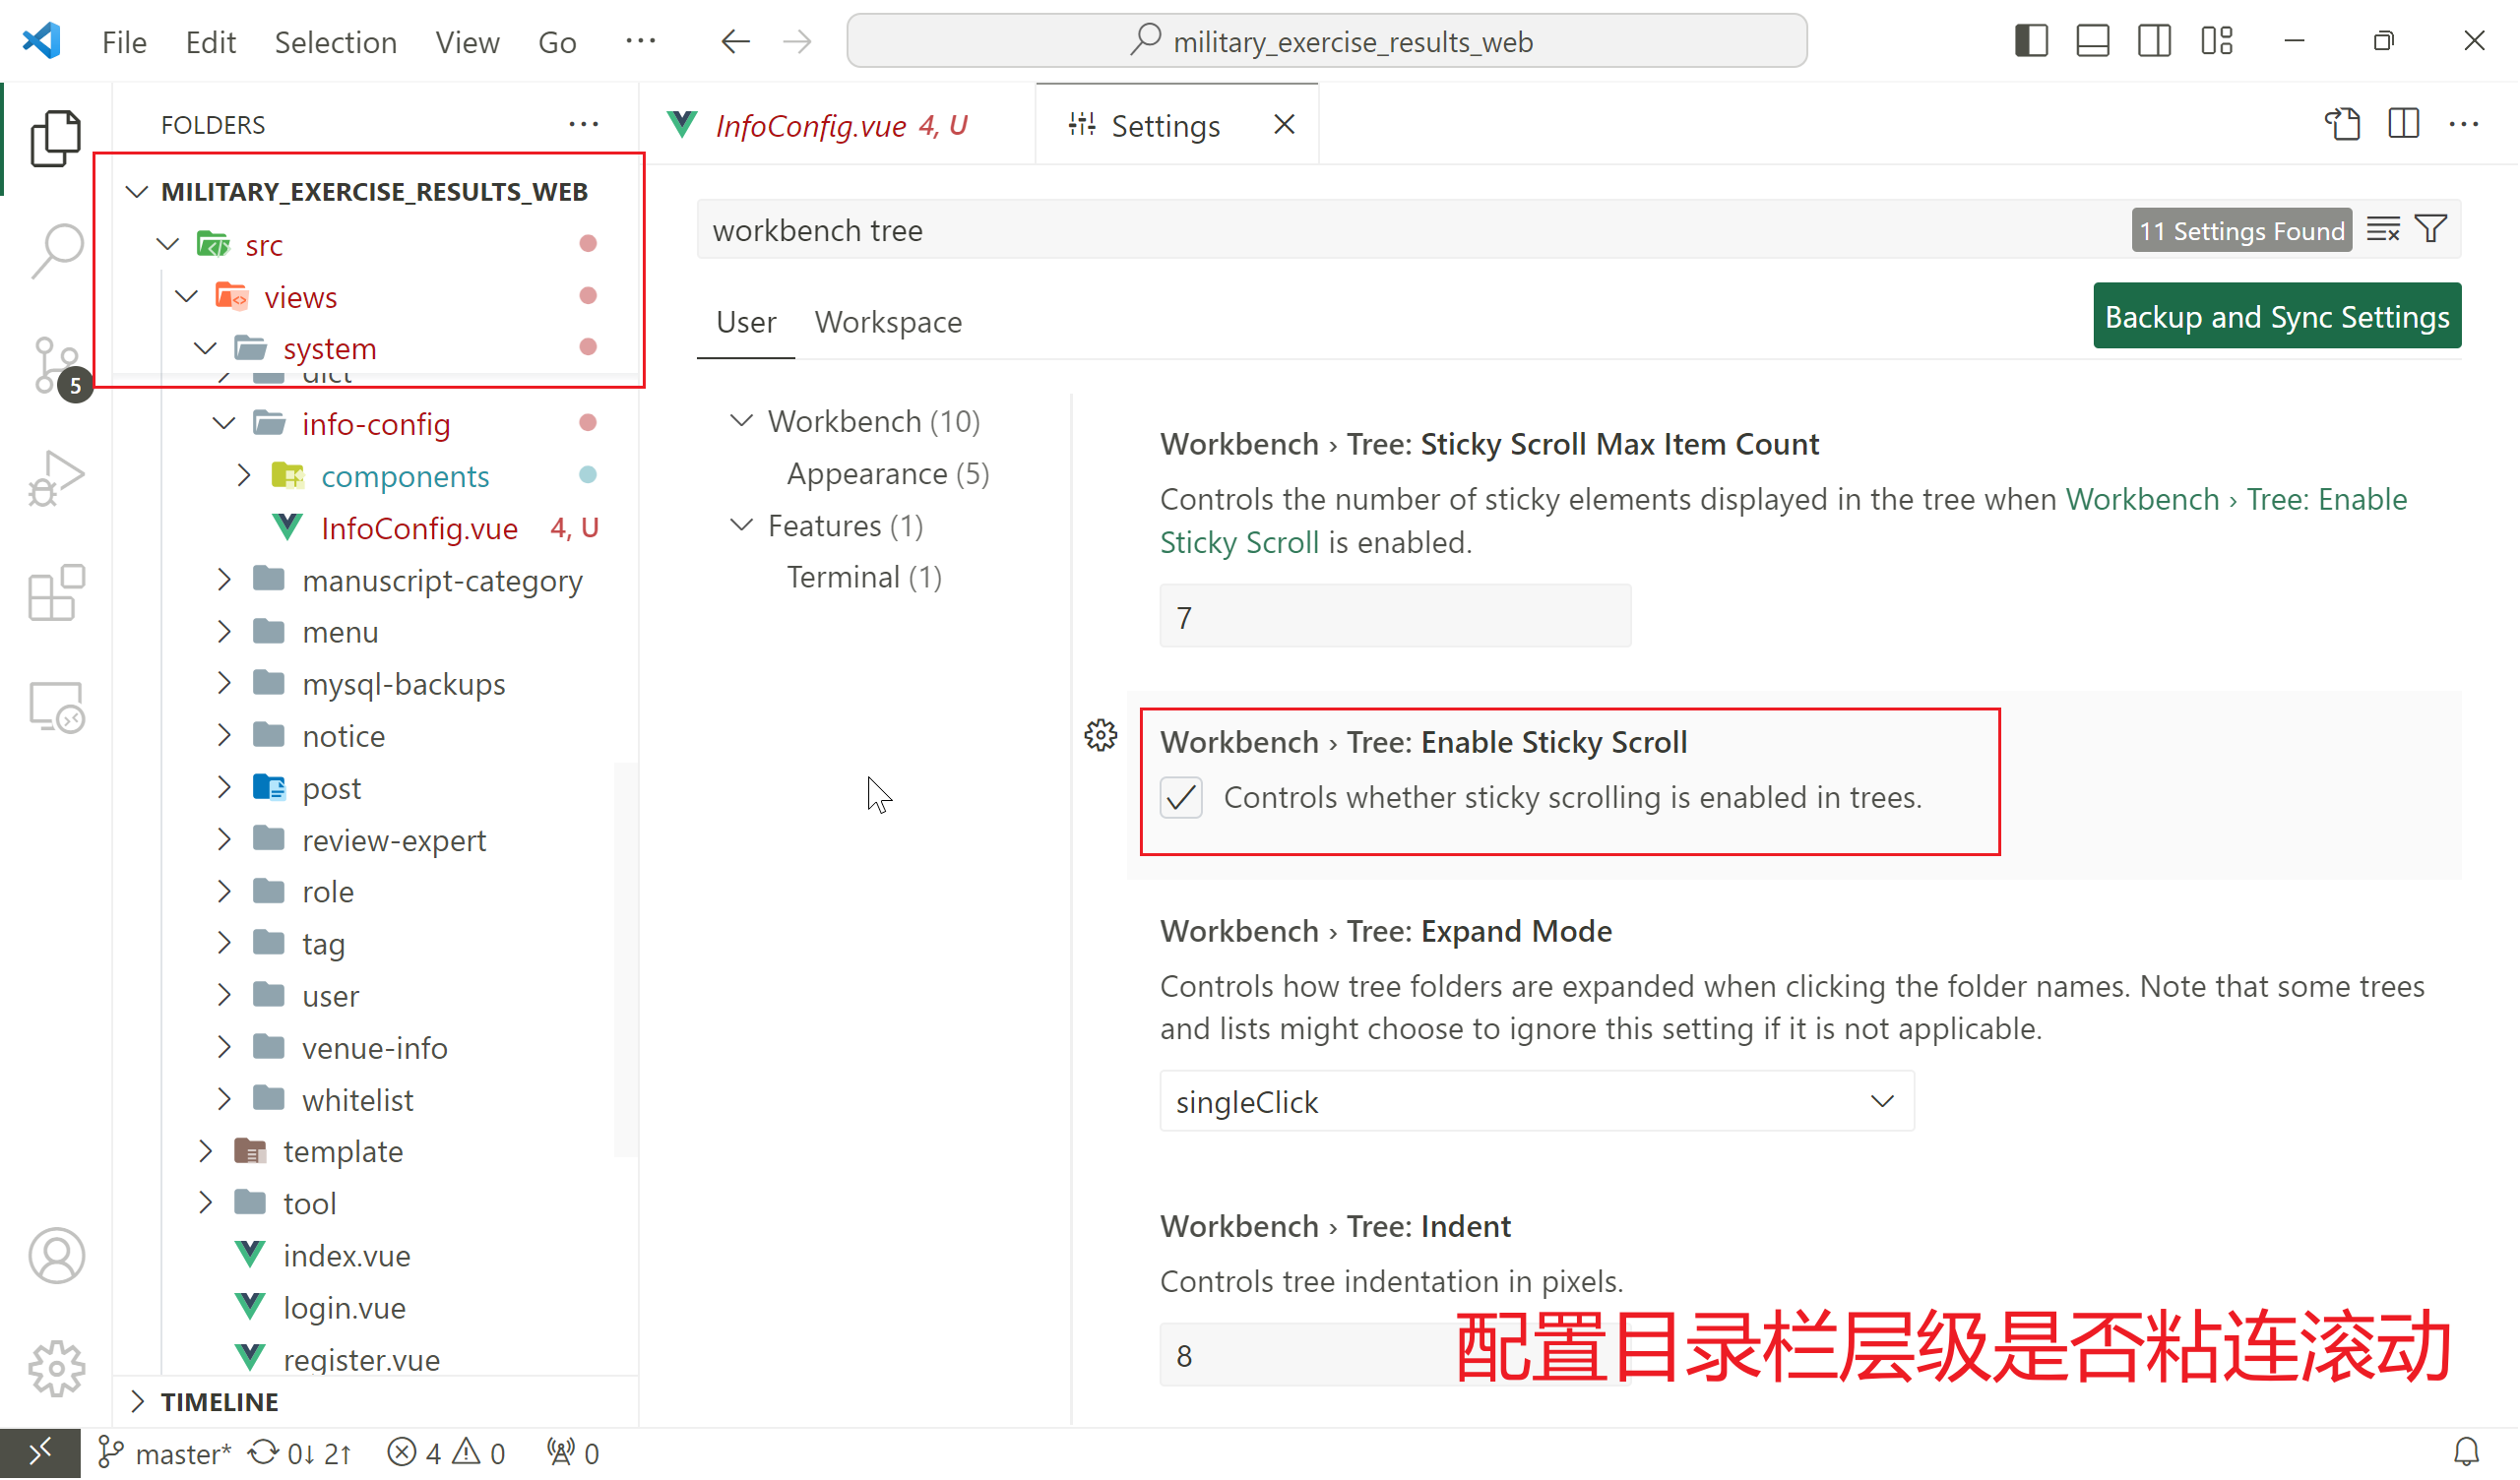 File Edit Selection View Go ···
military_exercise_results_web
FOLDERS
MILITARY_EXERCISE_RESULTS_WEB
src
views
system
dict
info-config
components
InfoConfig.vue 4, U
manuscript-category
menu
mysql-backups
notice
post
review-expert
role
tag
user
venue-info
whitelist
template
tool
index.vue
login.vue
register.vue
TIMELINE
5
InfoConfig.vue 4, U
Settings
workbench tree
11 Settings Found
User Workspace
Backup and Sync Settings
Workbench (10)
Appearance (5)
Features (1)
Terminal (1)
Workbench › Tree: Sticky Scroll Max Item Count
Controls the number of sticky elements displayed in the tree when Workbench › Tree: Enable
Sticky Scroll is enabled.
7
Workbench › Tree: Enable Sticky Scroll
Controls whether sticky scrolling is enabled in trees.
Workbench › Tree: Expand Mode
Controls how tree folders are expanded when clicking the folder names. Note that some trees
and lists might choose to ignore this setting if it is not applicable.
singleClick
Workbench › Tree: Indent
Controls tree indentation in pixels.
8
配置目录栏层级是否粘连滚动
master* 0↓ 2↑ 4 0 0